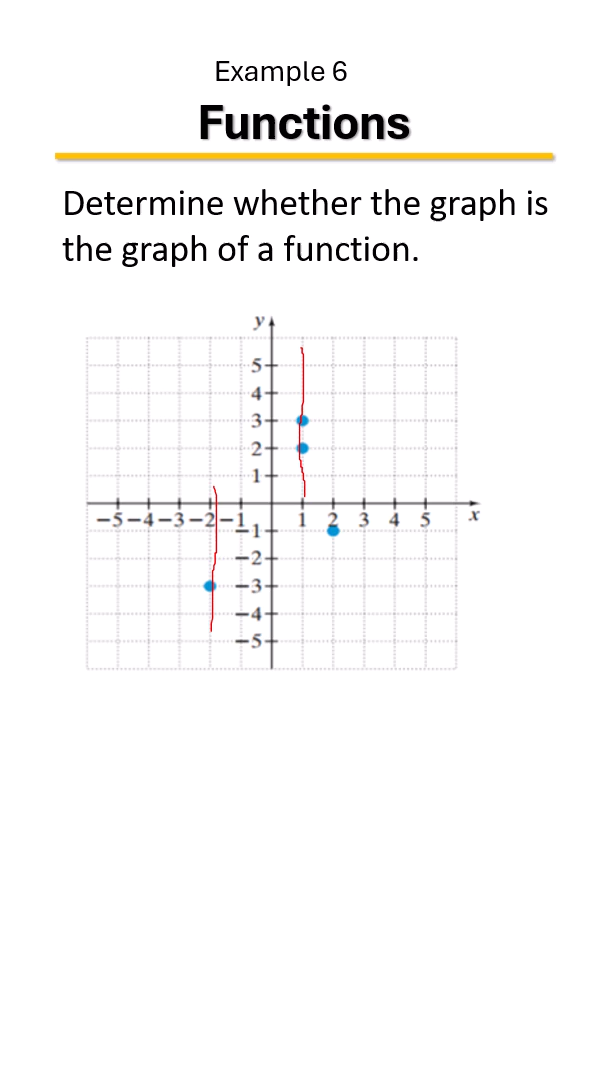 Example 6
Functions
Determine whether the graph is
the graph of a function.
y
5
4
3
2
1
−5 −4 −3 −2 −1 1 2 3 4 5 x
−1
−2
−3
−4
−5